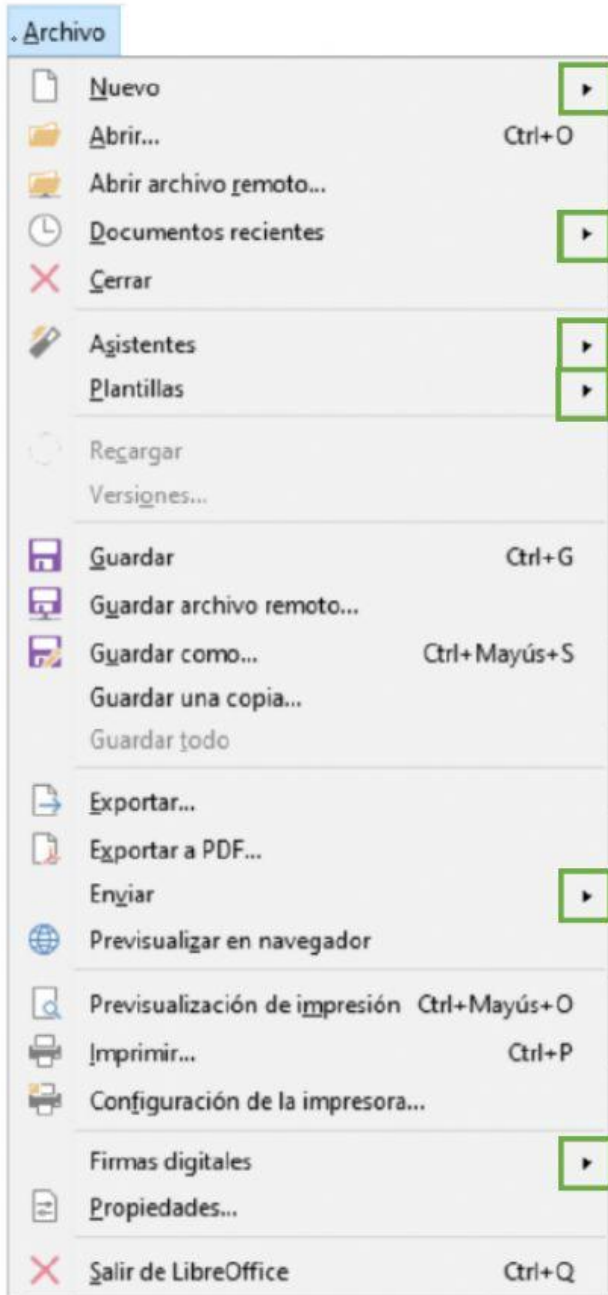 Archivo
Nuevo
Abrir... Ctrl+O
Abrir archivo remoto...
Documentos recientes
Cerrar
Asistentes
Plantillas
Recargar
Versiones...
Guardar Ctrl+G
Guardar archivo remoto...
Guardar como... Ctrl+Mayús+S
Guardar una copia...
Guardar todo
Exportar...
Exportar a PDF...
Enviar
Previsualizar en navegador
Previsualización de impresión Ctrl+Mayús+O
Imprimir... Ctrl+P
Configuración de la impresora...
Firmas digitales
Propiedades...
Salir de LibreOffice Ctrl+Q